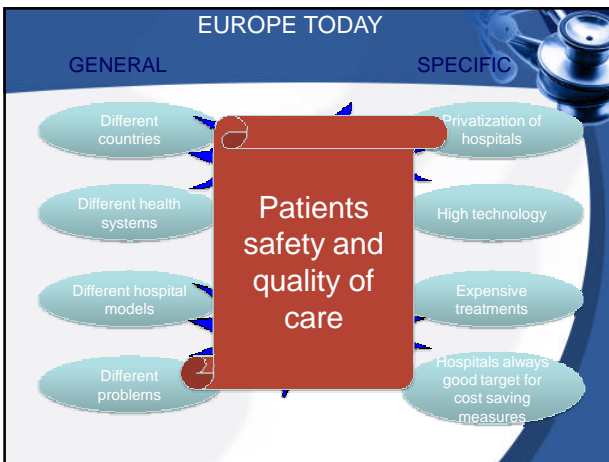 EUROPE TODAY
GENERAL
SPECIFIC
Different
countries
Different health
systems
Different hospital
models
Different
problems
Patients
safety and
quality of
care
Privatization of
hospitals
High technology
Expensive
treatments
Hospitals always
good target for
cost saving
measures